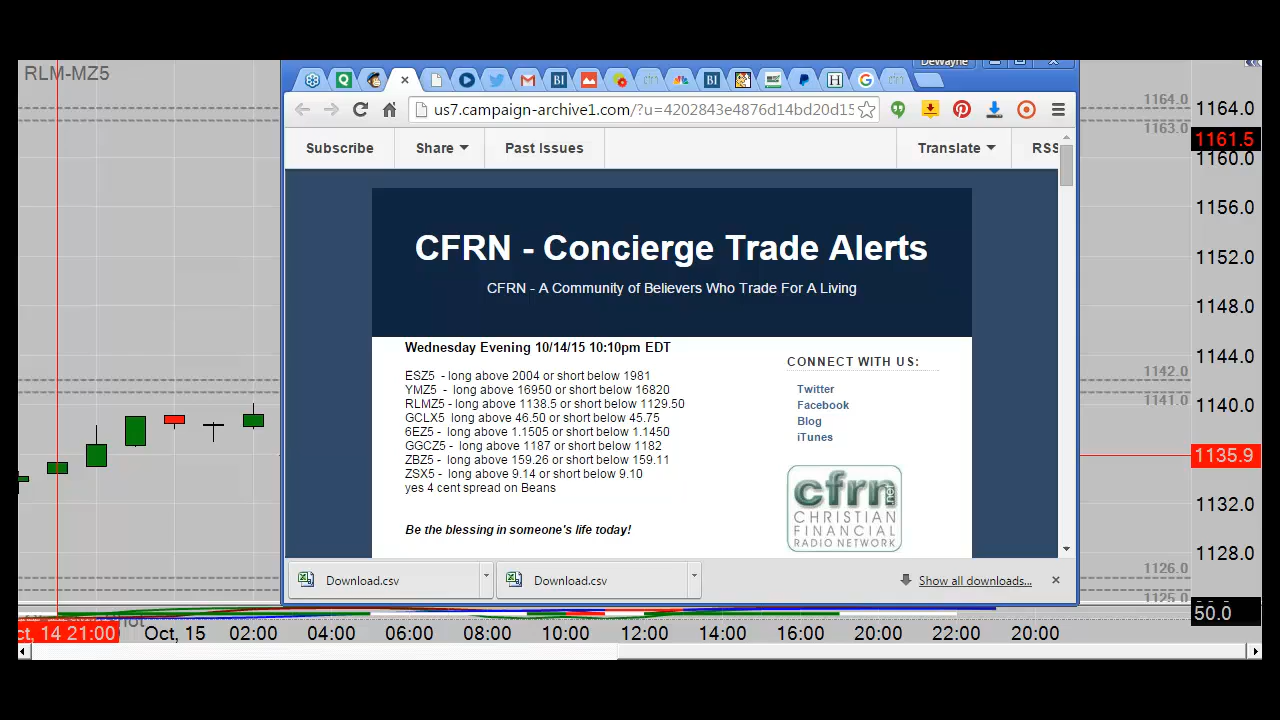 RLM-MZ5
DeWayne
us7.campaign-archive1.com/?u=4202843e4876d14bd20d15
Subscribe
Share
Past Issues
Translate
RSS
CFRN - Concierge Trade Alerts
CFRN - A Community of Believers Who Trade For A Living
Wednesday Evening 10/14/15 10:10pm EDT
ESZ5 - long above 2004 or short below 1981
YMZ5 - long above 16950 or short below 16820
RLMZ5 - long above 1138.5 or short below 1129.50
GCLX5 long above 46.50 or short below 45.75
6EZ5 - long above 1.1505 or short below 1.1450
GGCZ5 - long above 1187 or short below 1182
ZBZ5 - long above 159.26 or short below 159.11
ZSX5 - long above 9.14 or short below 9.10
yes 4 cent spread on Beans
Be the blessing in someone's life today!
CONNECT WITH US:
Twitter
Facebook
Blog
iTunes
cfrn.net
CHRISTIAN
FINANCIAL
RADIO NETWORK
Download.csv
Download.csv
Show all downloads...
1164.0
1163.0
1142.0
1141.0
1126.0
1125.0
1164.0
1161.5
1160.0
1156.0
1152.0
1148.0
1144.0
1140.0
1135.9
1132.0
1128.0
50.0
ct, 14 21:00
Oct, 15
02:00
04:00
06:00
08:00
10:00
12:00
14:00
16:00
18:00
20:00
22:00
20:00